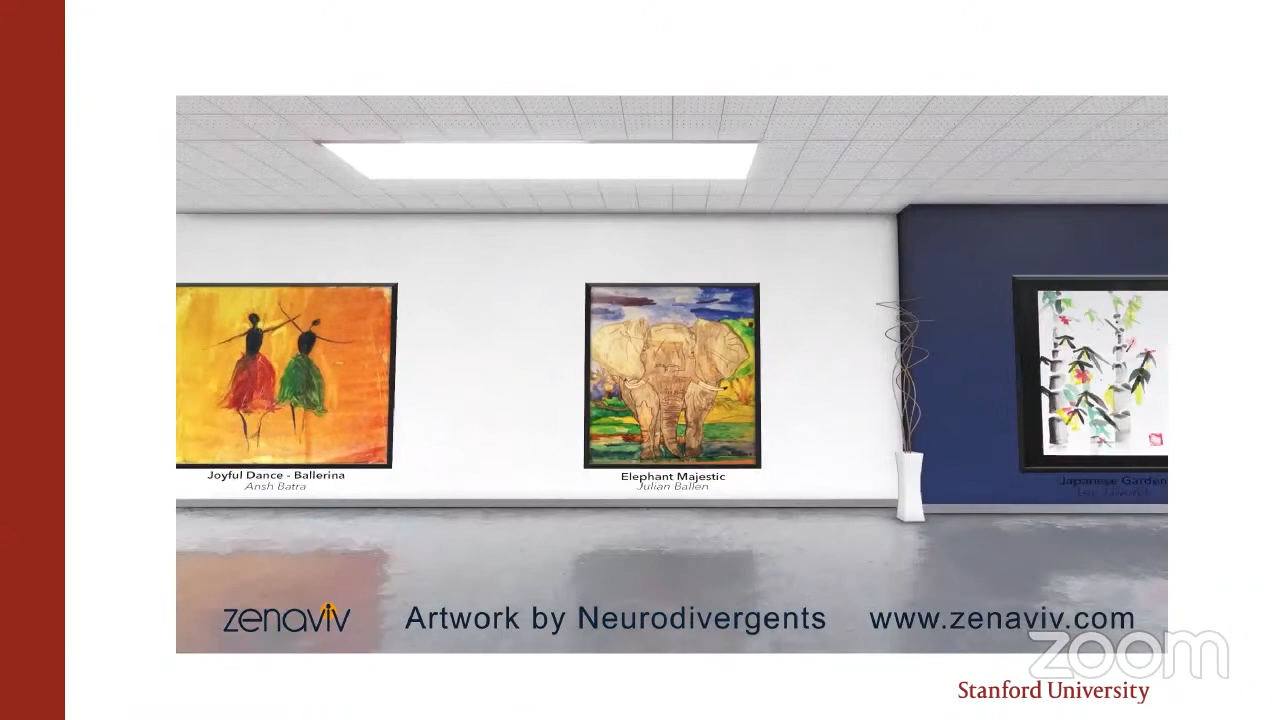 Joyful Dance - Ballerina
Ansh Batra
Elephant Majestic
Julian Ballen
Japanese Garden
zenaviv
Artwork by Neurodivergents
www.zenaviv.com
zoom
Stanford University